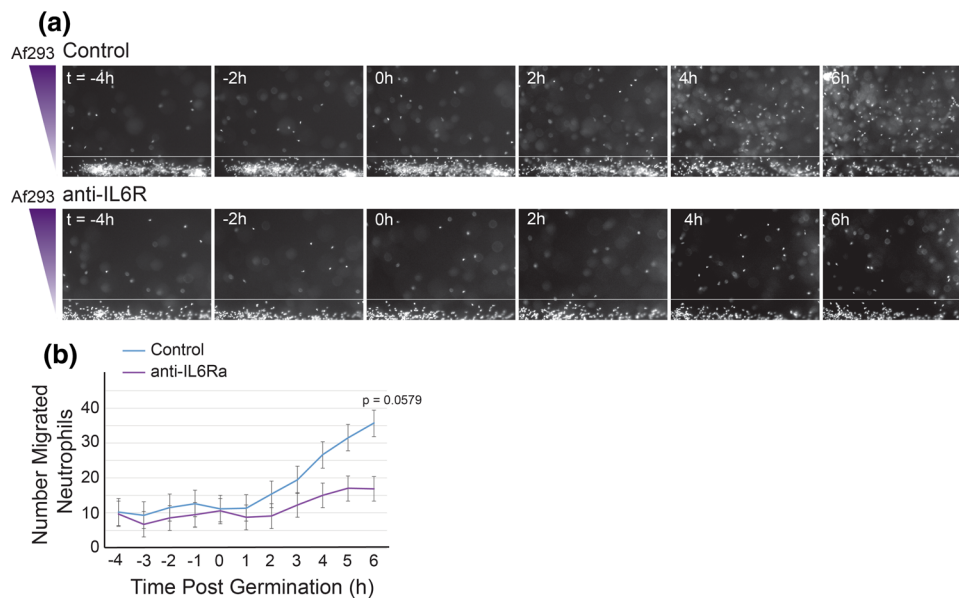 (a)
Af293 Control
t = -4h -2h 0h 2h 4h 6h
Af293 anti-IL6R
t = -4h -2h 0h 2h 4h 6h
(b)
Control
anti-IL6Ra
p = 0.0579
Number Migrated
Neutrophils
40
30
20
10
0
-4 -3 -2 -1 0 1 2 3 4 5 6
Time Post Germination (h)